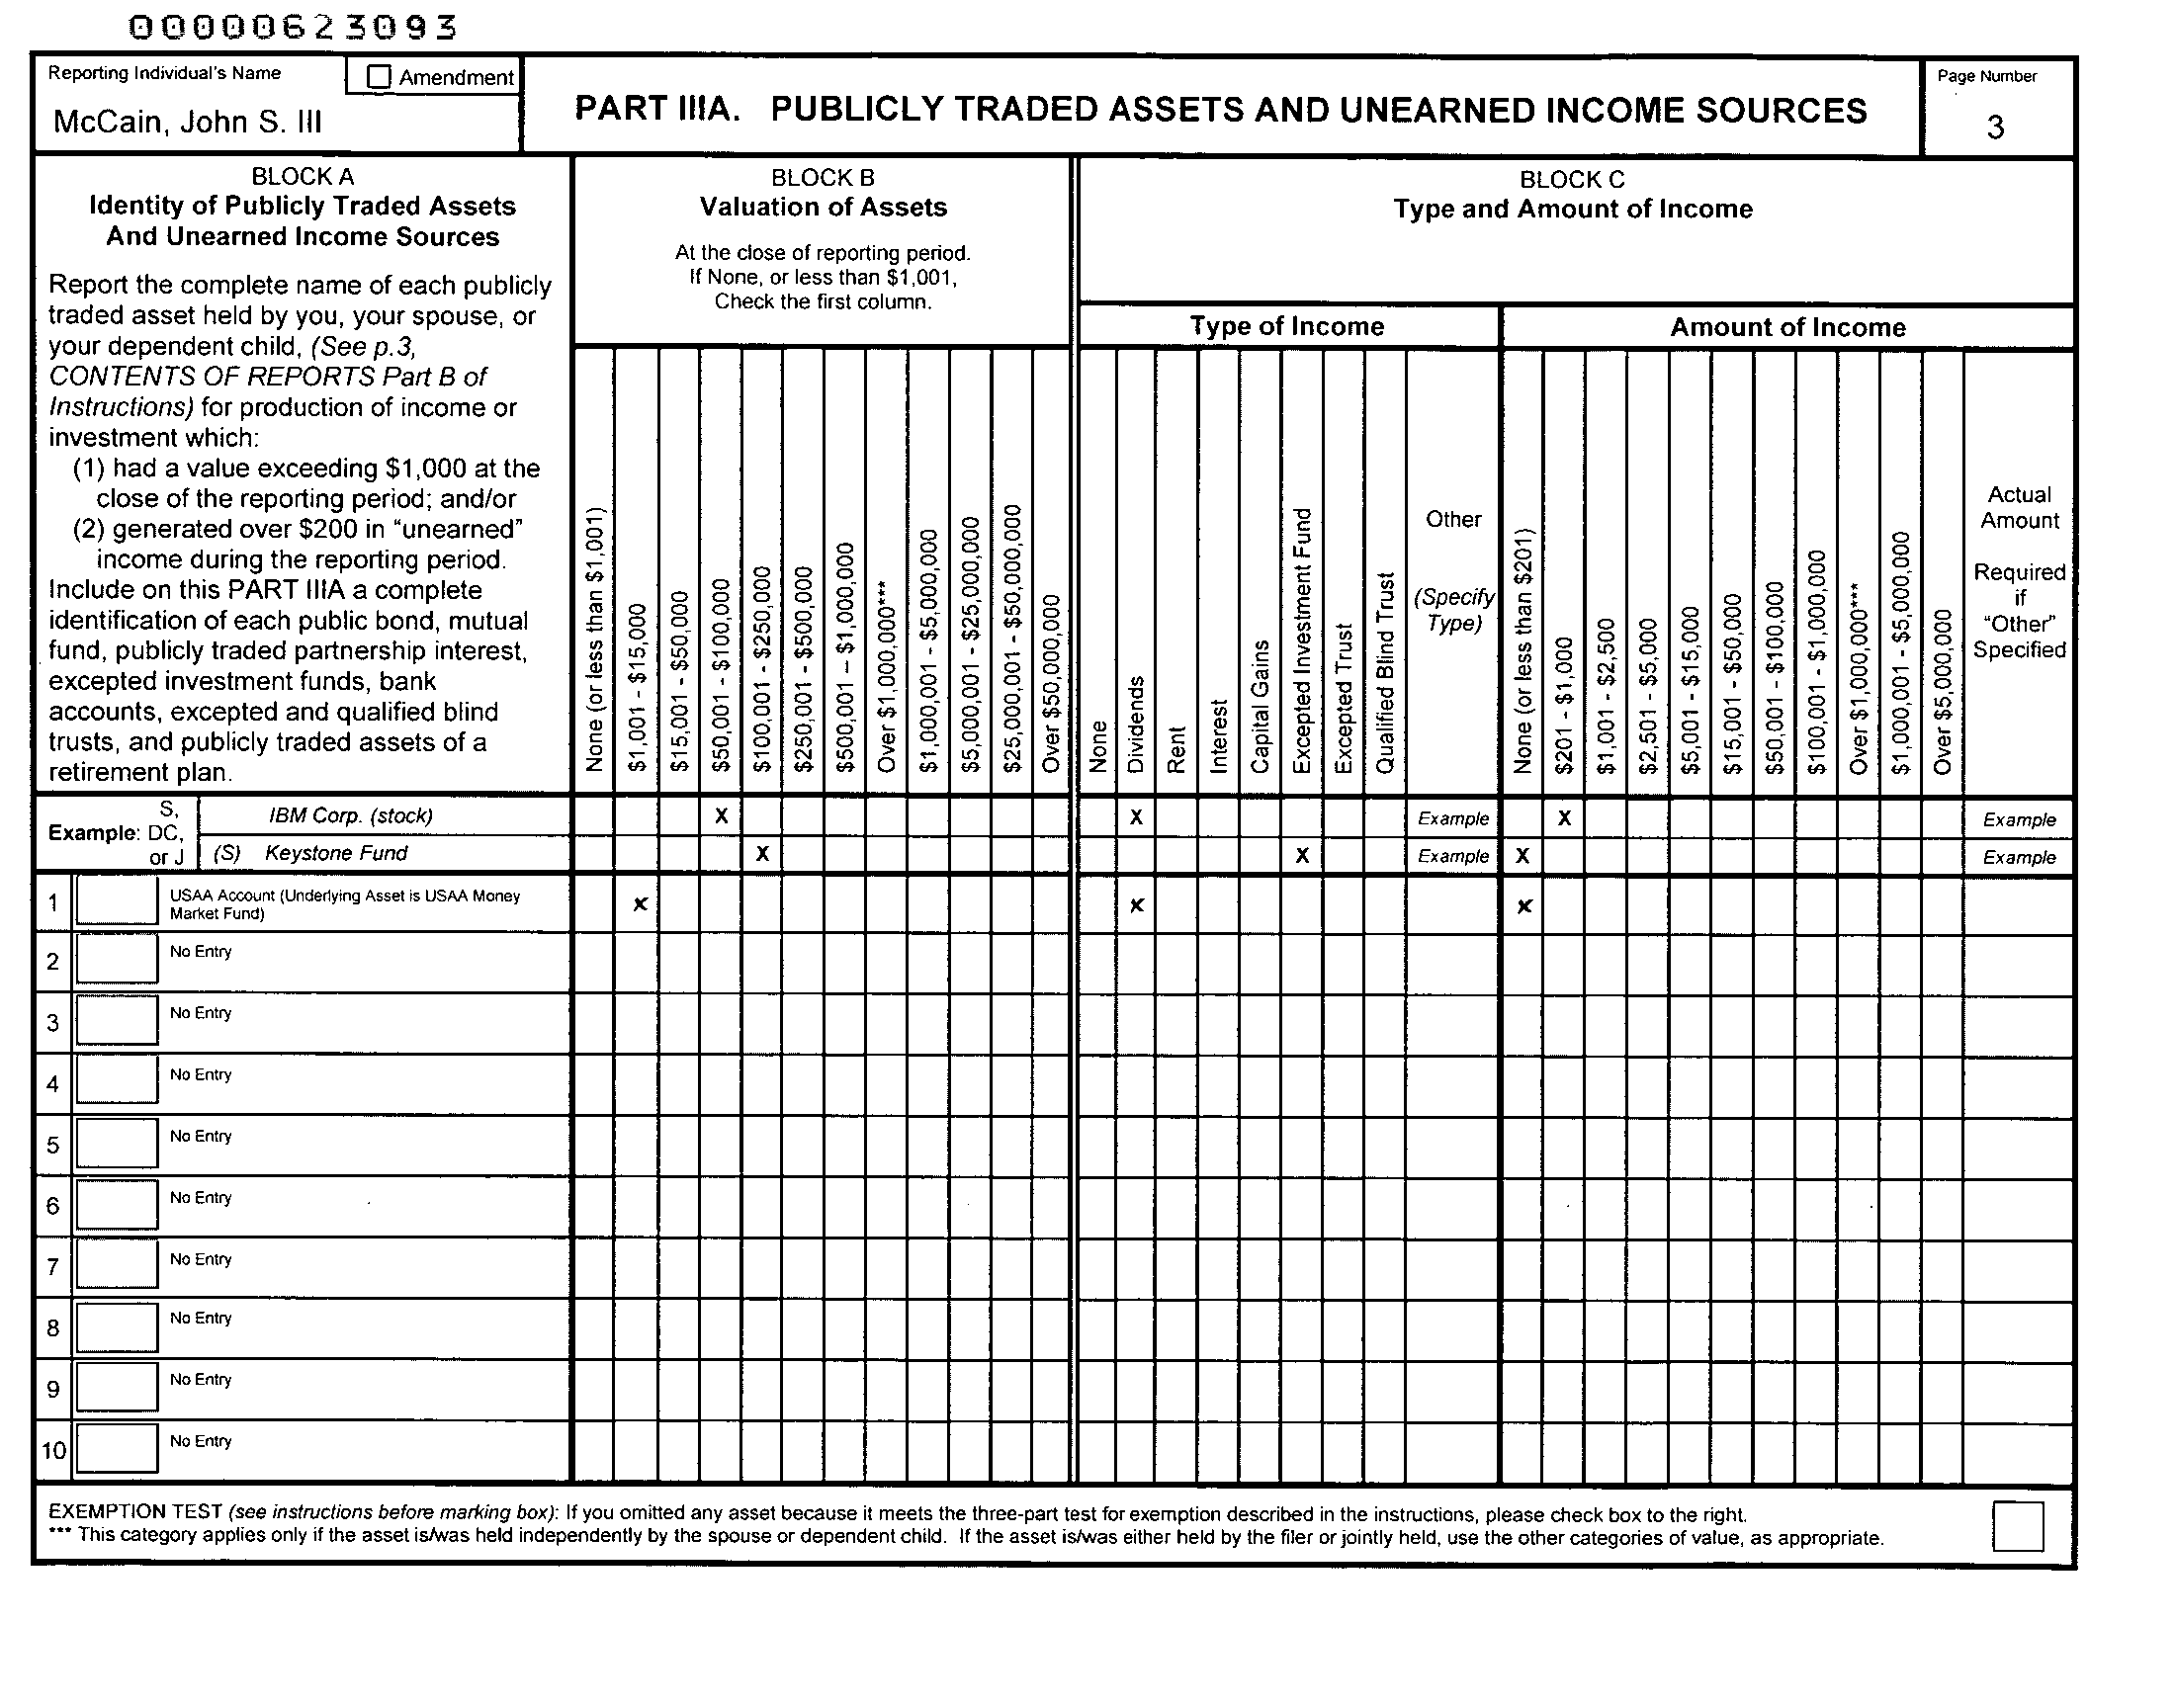 00000623093
Reporting Individual's Name
Amendment
McCain, John S. III
PART IIIA. PUBLICLY TRADED ASSETS AND UNEARNED INCOME SOURCES
Page Number
3
BLOCK A
Identity of Publicly Traded Assets
And Unearned Income Sources
Report the complete name of each publicly
traded asset held by you, your spouse, or
your dependent child, (See p.3,
CONTENTS OF REPORTS Part B of
Instructions) for production of income or
investment which:
(1) had a value exceeding $1,000 at the
close of the reporting period; and/or
(2) generated over $200 in “unearned”
income during the reporting period.
Include on this PART IIIA a complete
identification of each public bond, mutual
fund, publicly traded partnership interest,
excepted investment funds, bank
accounts, excepted and qualified blind
trusts, and publicly traded assets of a
retirement plan.
BLOCK B
Valuation of Assets
At the close of reporting period.
If None, or less than $1,001,
Check the first column.
None (or less than $1,001)
$1,001 - $15,000
$15,001 - $50,000
$50,001 - $100,000
$100,001 - $250,000
$250,001 - $500,000
$500,001 – $1,000,000
Over $1,000,000***
$1,000,001 - $5,000,000
$5,000,001 - $25,000,000
$25,000,001 - $50,000,000
Over $50,000,000
BLOCK C
Type and Amount of Income
Type of Income
None
Dividends
Rent
Interest
Capital Gains
Excepted Investment Fund
Excepted Trust
Qualified Blind Trust
Other
(Specify
Type)
Amount of Income
None (or less than $201)
$201 - $1,000
$1,001 - $2,500
$2,501 - $5,000
$5,001 - $15,000
$15,001 - $50,000
$50,001 - $100,000
$100,001 - $1,000,000
Over $1,000,000***
$1,000,001 - $5,000,000
Over $5,000,000
Actual
Amount
Required
if
“Other”
Specified
Example: S, DC, or J
IBM Corp. (stock) X X Example X Example
(S) Keystone Fund X X Example X Example
1 USAA Account (Underlying Asset is USAA Money
Market Fund) x x x
2 No Entry
3 No Entry
4 No Entry
5 No Entry
6 No Entry
7 No Entry
8 No Entry
9 No Entry
10 No Entry
EXEMPTION TEST (see instructions before marking box): If you omitted any asset because it meets the three-part test for exemption described in the instructions, please check box to the right.
*** This category applies only if the asset is/was held independently by the spouse or dependent child. If the asset is/was either held by the filer or jointly held, use the other categories of value, as appropriate.